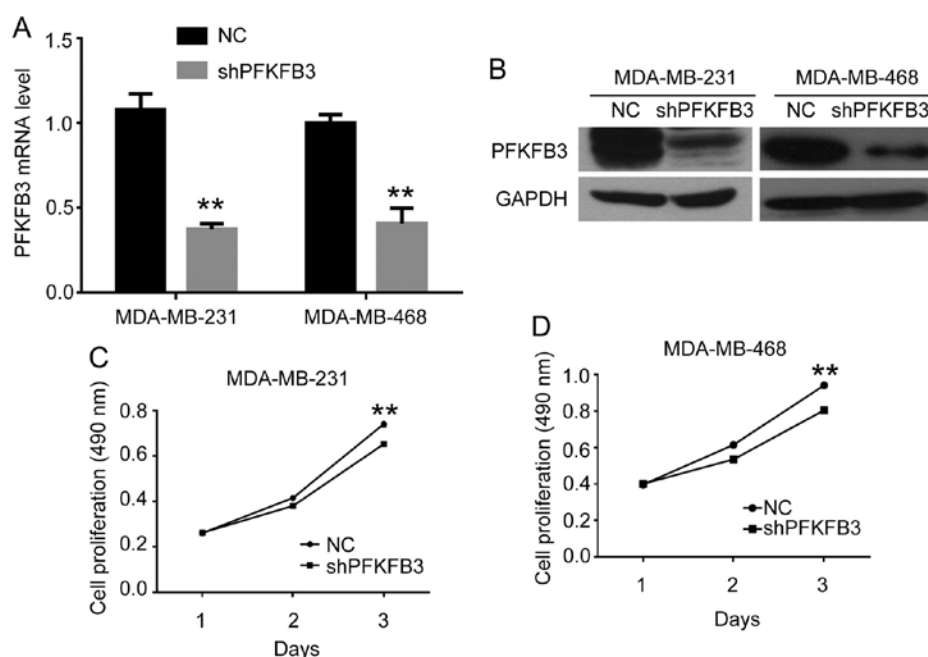 A
1.5
1.0
0.5
0.0
PFKFB3 mRNA level
NC
shPFKFB3
**
**
MDA-MB-231
MDA-MB-468
B
MDA-MB-231
MDA-MB-468
NC shPFKFB3
NC shPFKFB3
PFKFB3
GAPDH
C
MDA-MB-231
Cell proliferation (490 nm)
0.8
0.6
0.4
0.2
0.0
**
NC
shPFKFB3
1 2 3
Days
D
MDA-MB-468
Cell proliferation (490 nm)
1.0
0.8
0.6
0.4
0.2
0.0
**
NC
shPFKFB3
1 2 3
Days